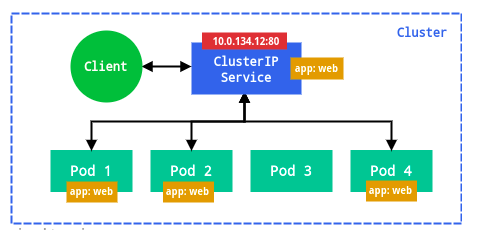 Cluster
10.0.134.12:80
Client
ClusterIP
Service
app: web
Pod 1
Pod 2
Pod 3
Pod 4
app: web
app: web
app: web